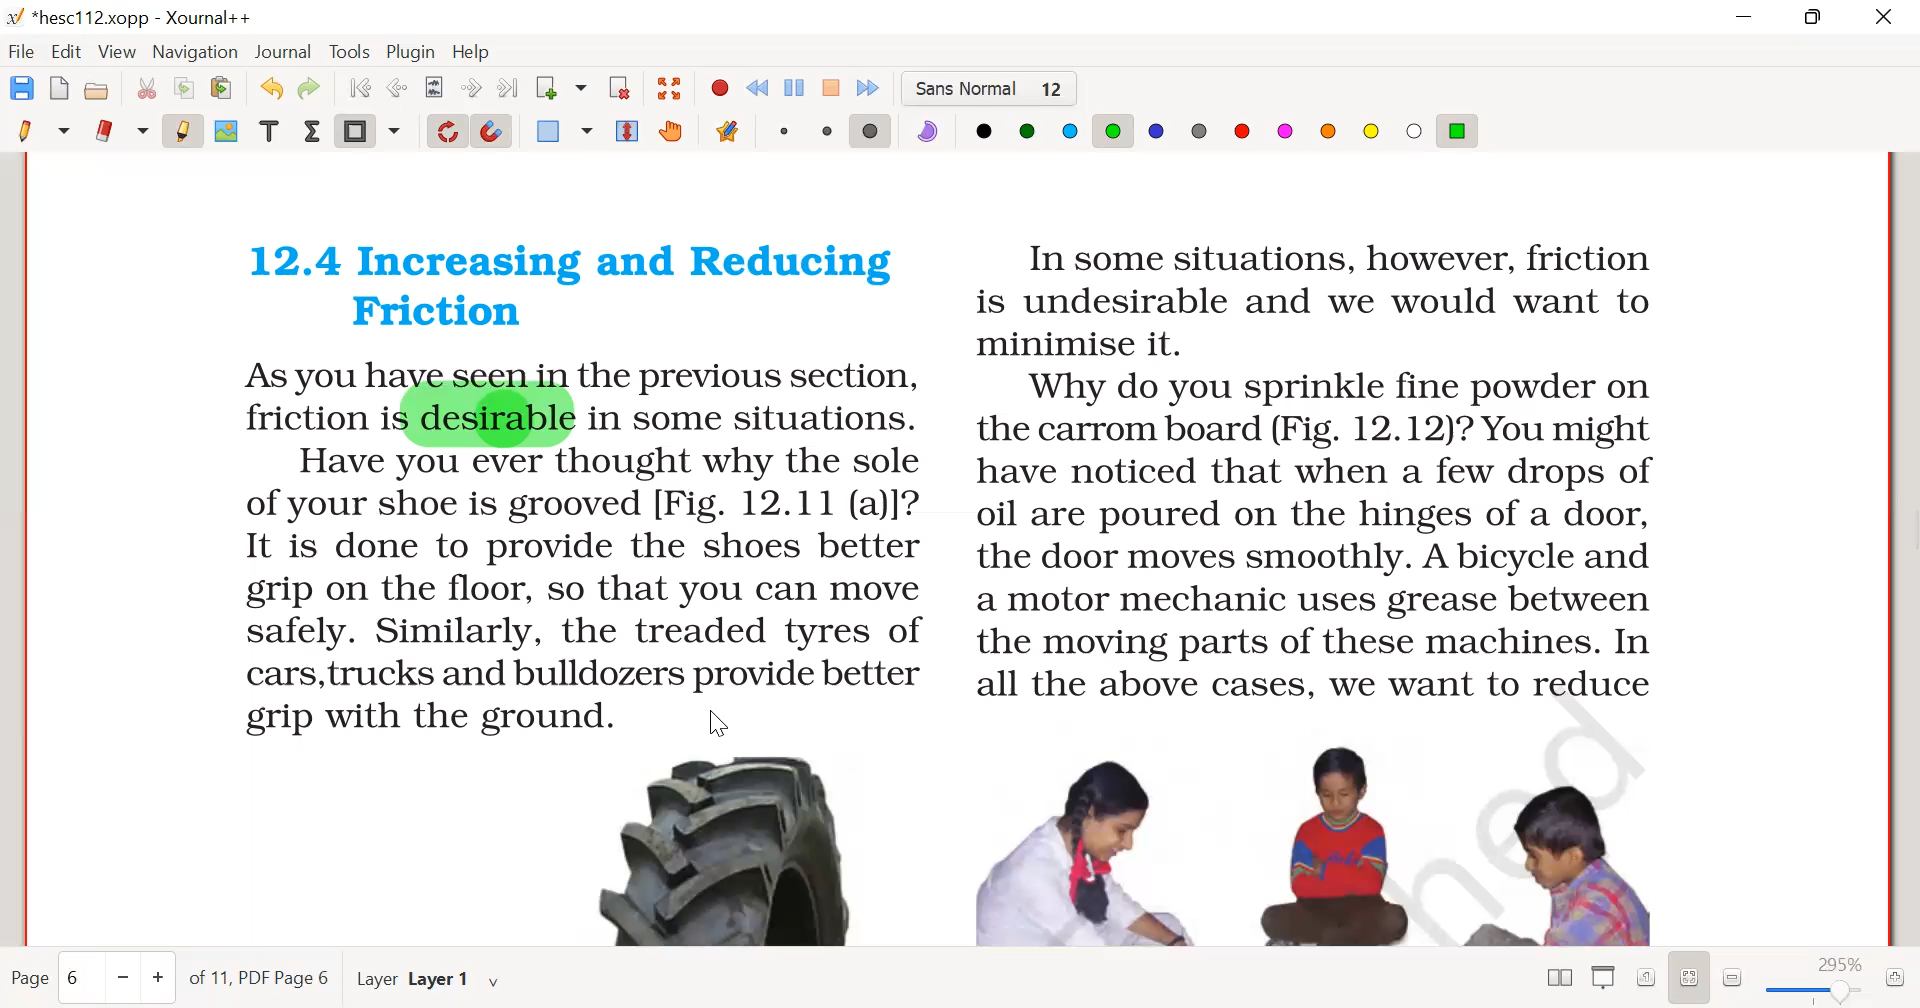 *hesc112.xopp - Xournal++
File Edit View Navigation Journal Tools Plugin Help
Sans Normal 12
12.4 Increasing and Reducing
Friction
As you have seen in the previous section,
friction is desirable in some situations.
Have you ever thought why the sole
of your shoe is grooved [Fig. 12.11 (a)]?
It is done to provide the shoes better
grip on the floor, so that you can move
safely. Similarly, the treaded tyres of
cars,trucks and bulldozers provide better
grip with the ground.
In some situations, however, friction
is undesirable and we would want to
minimise it.
Why do you sprinkle fine powder on
the carrom board (Fig. 12.12)? You might
have noticed that when a few drops of
oil are poured on the hinges of a door,
the door moves smoothly. A bicycle and
a motor mechanic uses grease between
the moving parts of these machines. In
all the above cases, we want to reduce
hed
Page 6 of 11, PDF Page 6 Layer Layer 1
295%